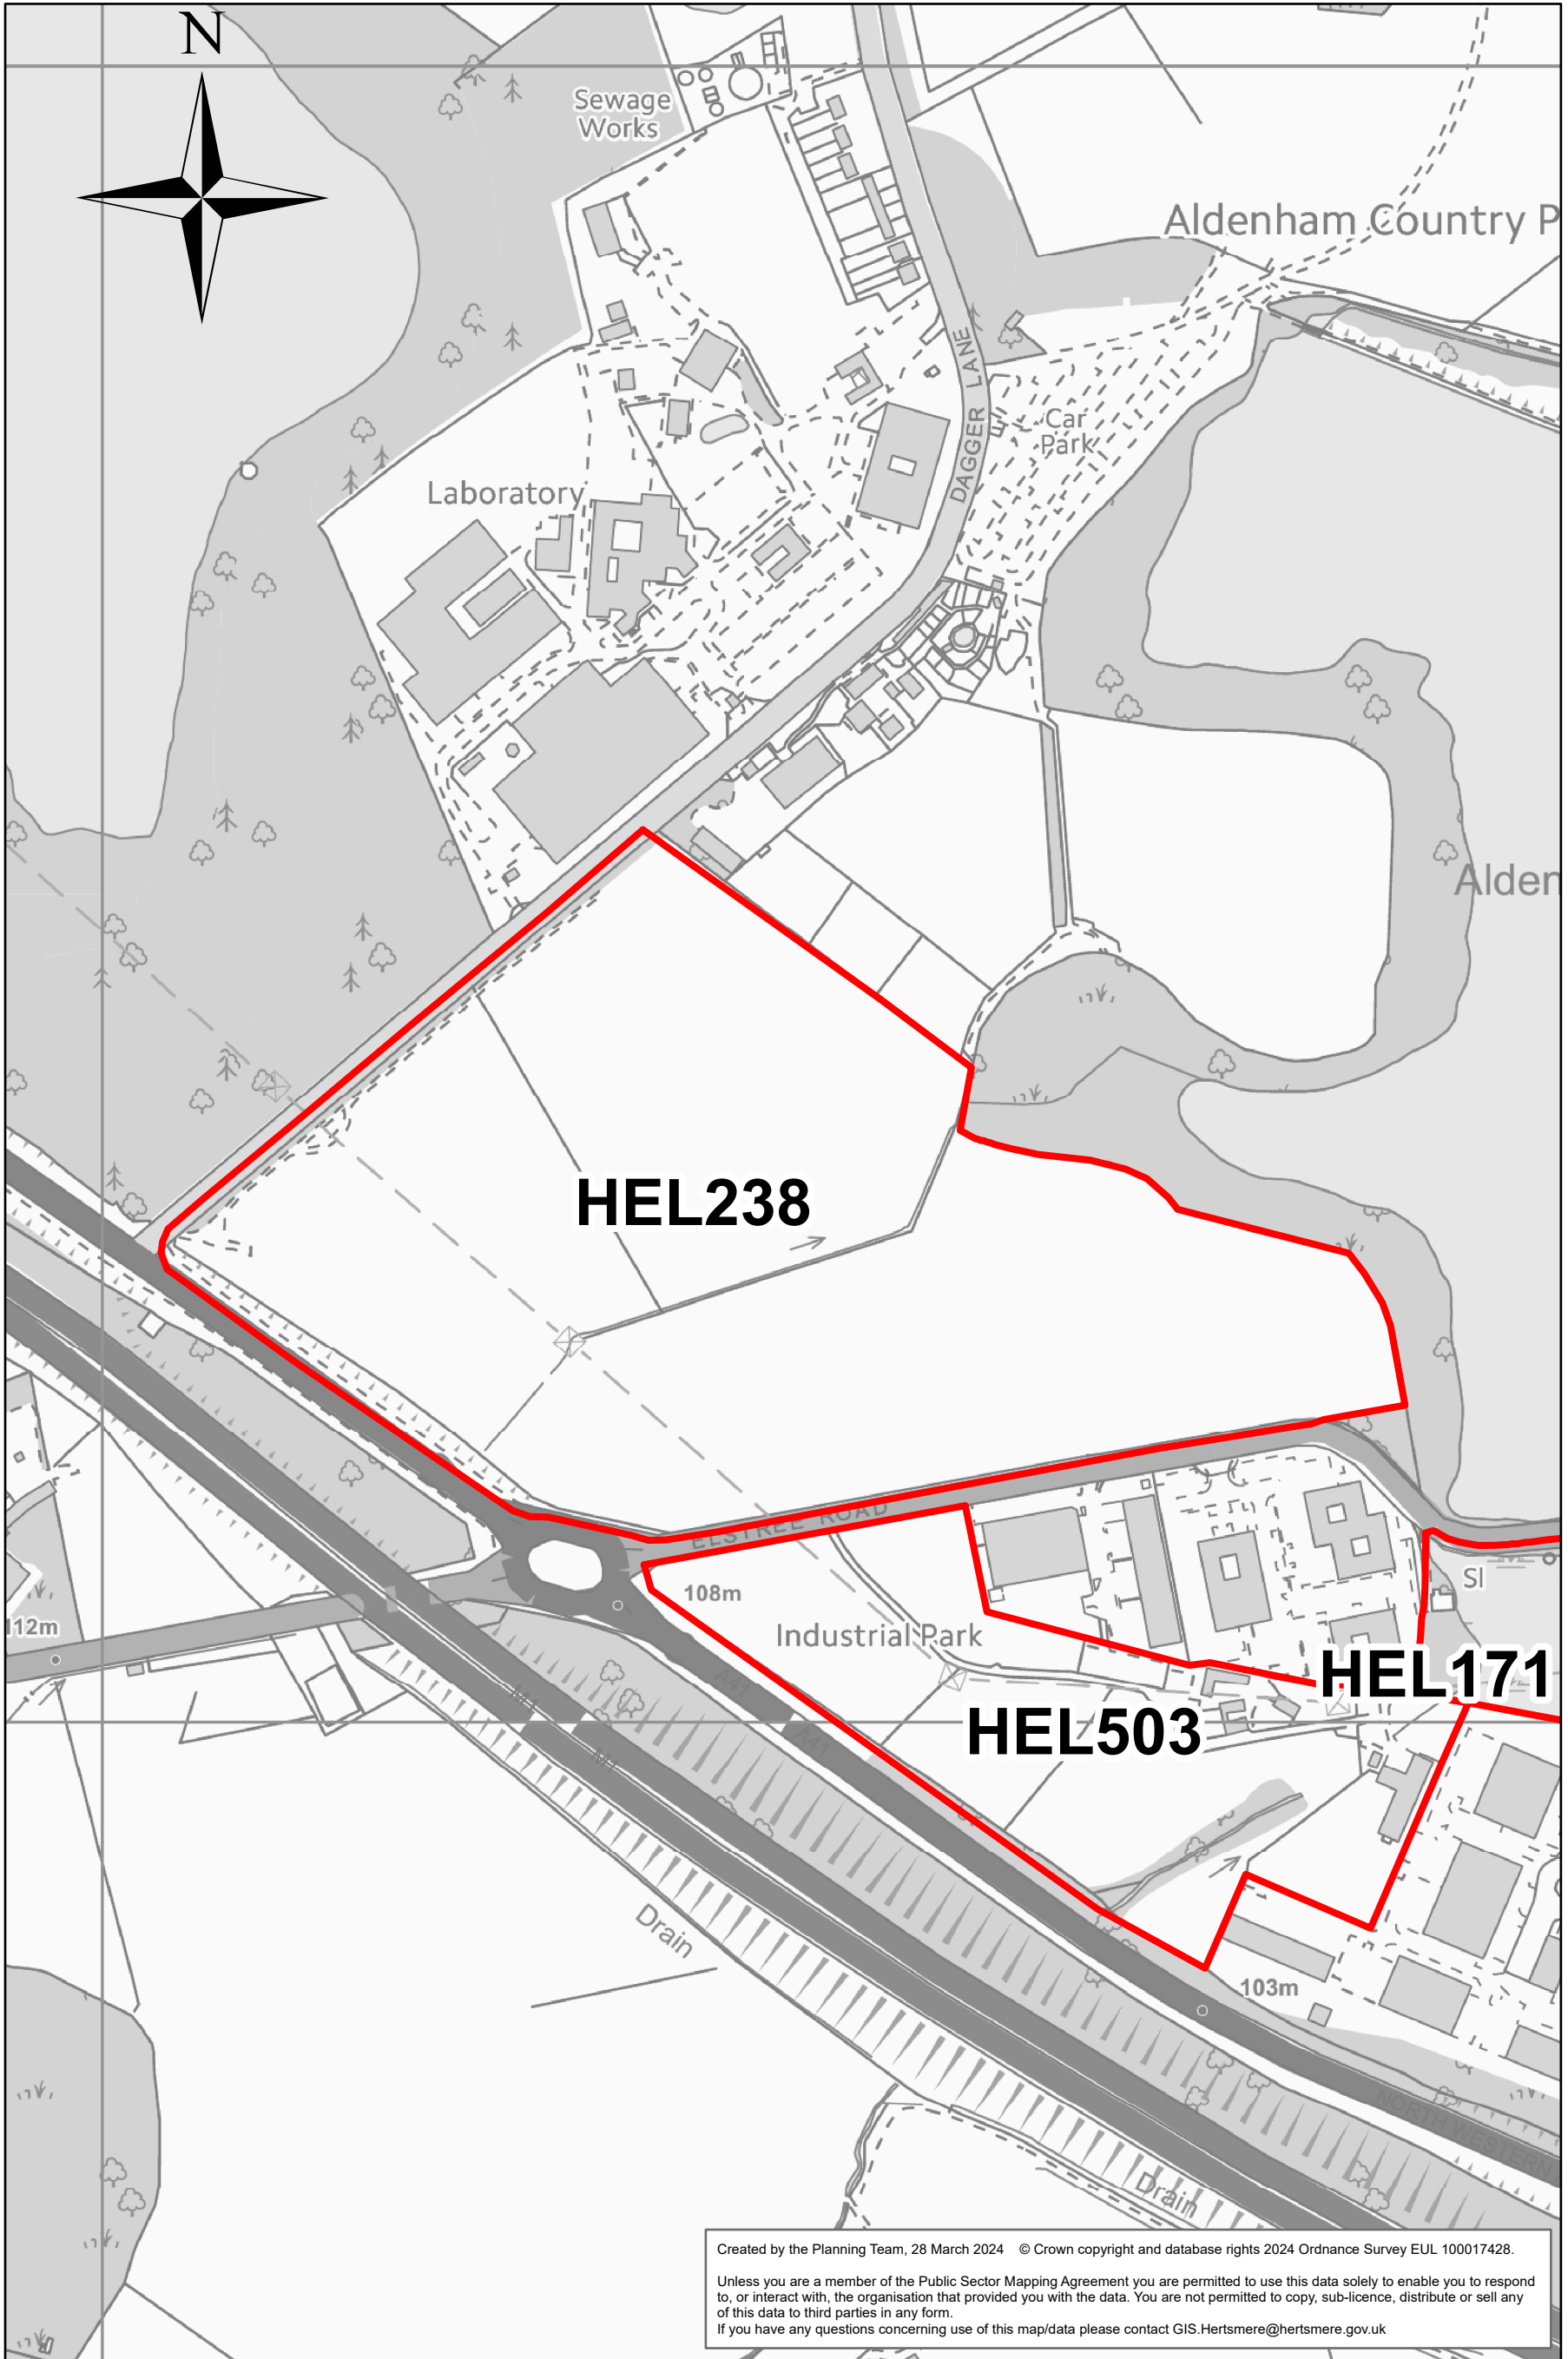 N
Sewage
Works
Aldenham Country P
DAGGER LANE
Car
Park
Laboratory
Alden
HEL238
ELSTREE ROAD
108m
SI
112m
Industrial Park
HEL171
HEL503
A41
M1
A41
M1
Drain
103m
NORTH WESTERN
Drain
Created by the Planning Team, 28 March 2024 © Crown copyright and database rights 2024 Ordnance Survey EUL 100017428.
Unless you are a member of the Public Sector Mapping Agreement you are permitted to use this data solely to enable you to respond
to, or interact with, the organisation that provided you with the data. You are not permitted to copy, sub-licence, distribute or sell any
of this data to third parties in any form.
If you have any questions concerning use of this map/data please contact GIS.Hertsmere@hertsmere.gov.uk